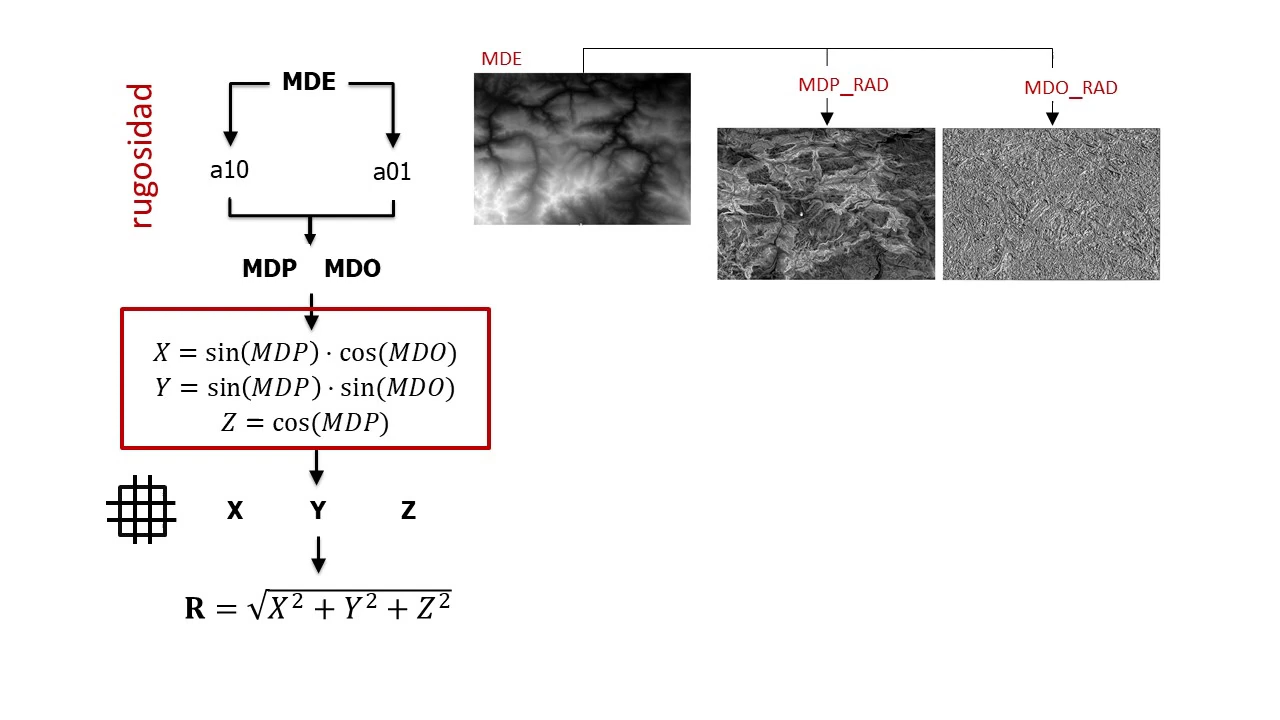 rugosidad
MDE
a10
a01
MDP MDO
X = sin(MDP) · cos(MDO)
Y = sin(MDP) · sin(MDO)
Z = cos(MDP)
X Y Z
R = √X² + Y² + Z²
MDE
MDP_RAD
MDO_RAD